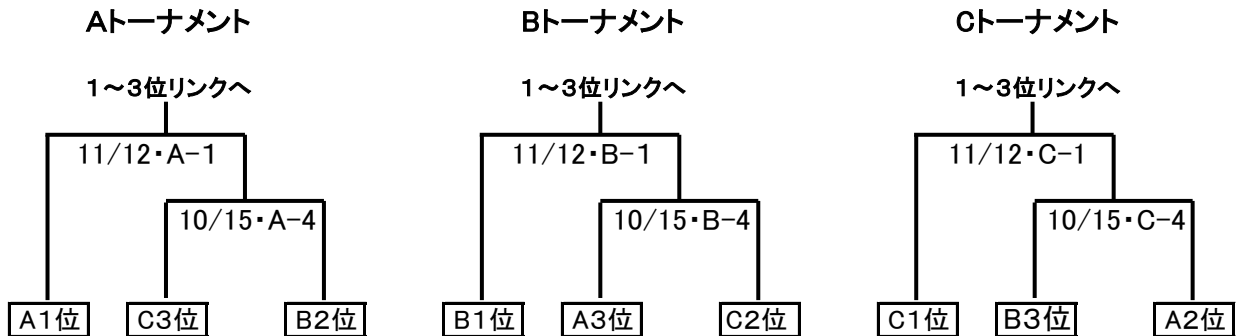 Aトーナメント Bトーナメント Cトーナメント
1～3位リンクへ 1～3位リンクへ 1～3位リンクへ
11/12・A-1 11/12・B-1 11/12・C-1
10/15・A-4 10/15・B-4 10/15・C-4
A1位 C3位 B2位 B1位 A3位 C2位 C1位 B3位 A2位